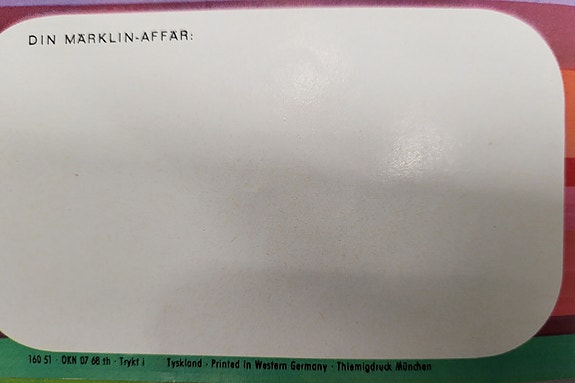 DIN MÄRKLIN-AFFÄR:
160 51 · OKN 07 68 th · Trykt i Tyskland · Printed in Western Germany · Thiemigdruck München